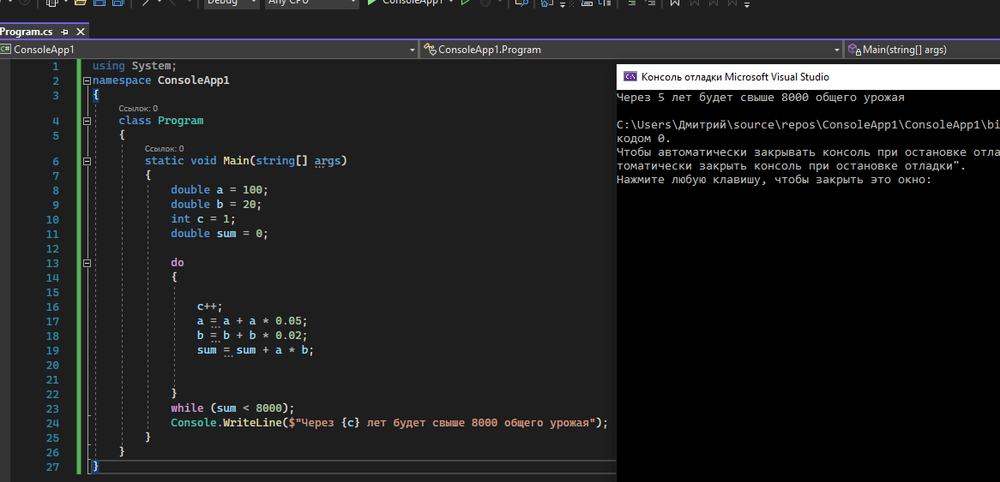 Debug Any CPU ConsoleApp1
Program.cs
C# ConsoleApp1 ConsoleApp1.Program Main(string[] args)
1 using System;
2 namespace ConsoleApp1
3 {
Ссылок: 0
4 class Program
5 {
Ссылок: 0
6 static void Main(string[] args)
7 {
8 double a = 100;
9 double b = 20;
10 int c = 1;
11 double sum = 0;
12
13 do
14 {
15
16 c++;
17 a = a + a * 0.05;
18 b = b + b * 0.02;
19 sum = sum + a * b;
20
21
22 }
23 while (sum < 8000);
24 Console.WriteLine($"Через {c} лет будет свыше 8000 общего урожая");
25 }
26 }
27 }
C:\ Консоль отладки Microsoft Visual Studio
Через 5 лет будет свыше 8000 общего урожая
C:\Users\Дмитрий\source\repos\ConsoleApp1\ConsoleApp1\bi
кодом 0.
Чтобы автоматически закрывать консоль при остановке отла
томатически закрыть консоль при остановке отладки".
Нажмите любую клавишу, чтобы закрыть это окно: